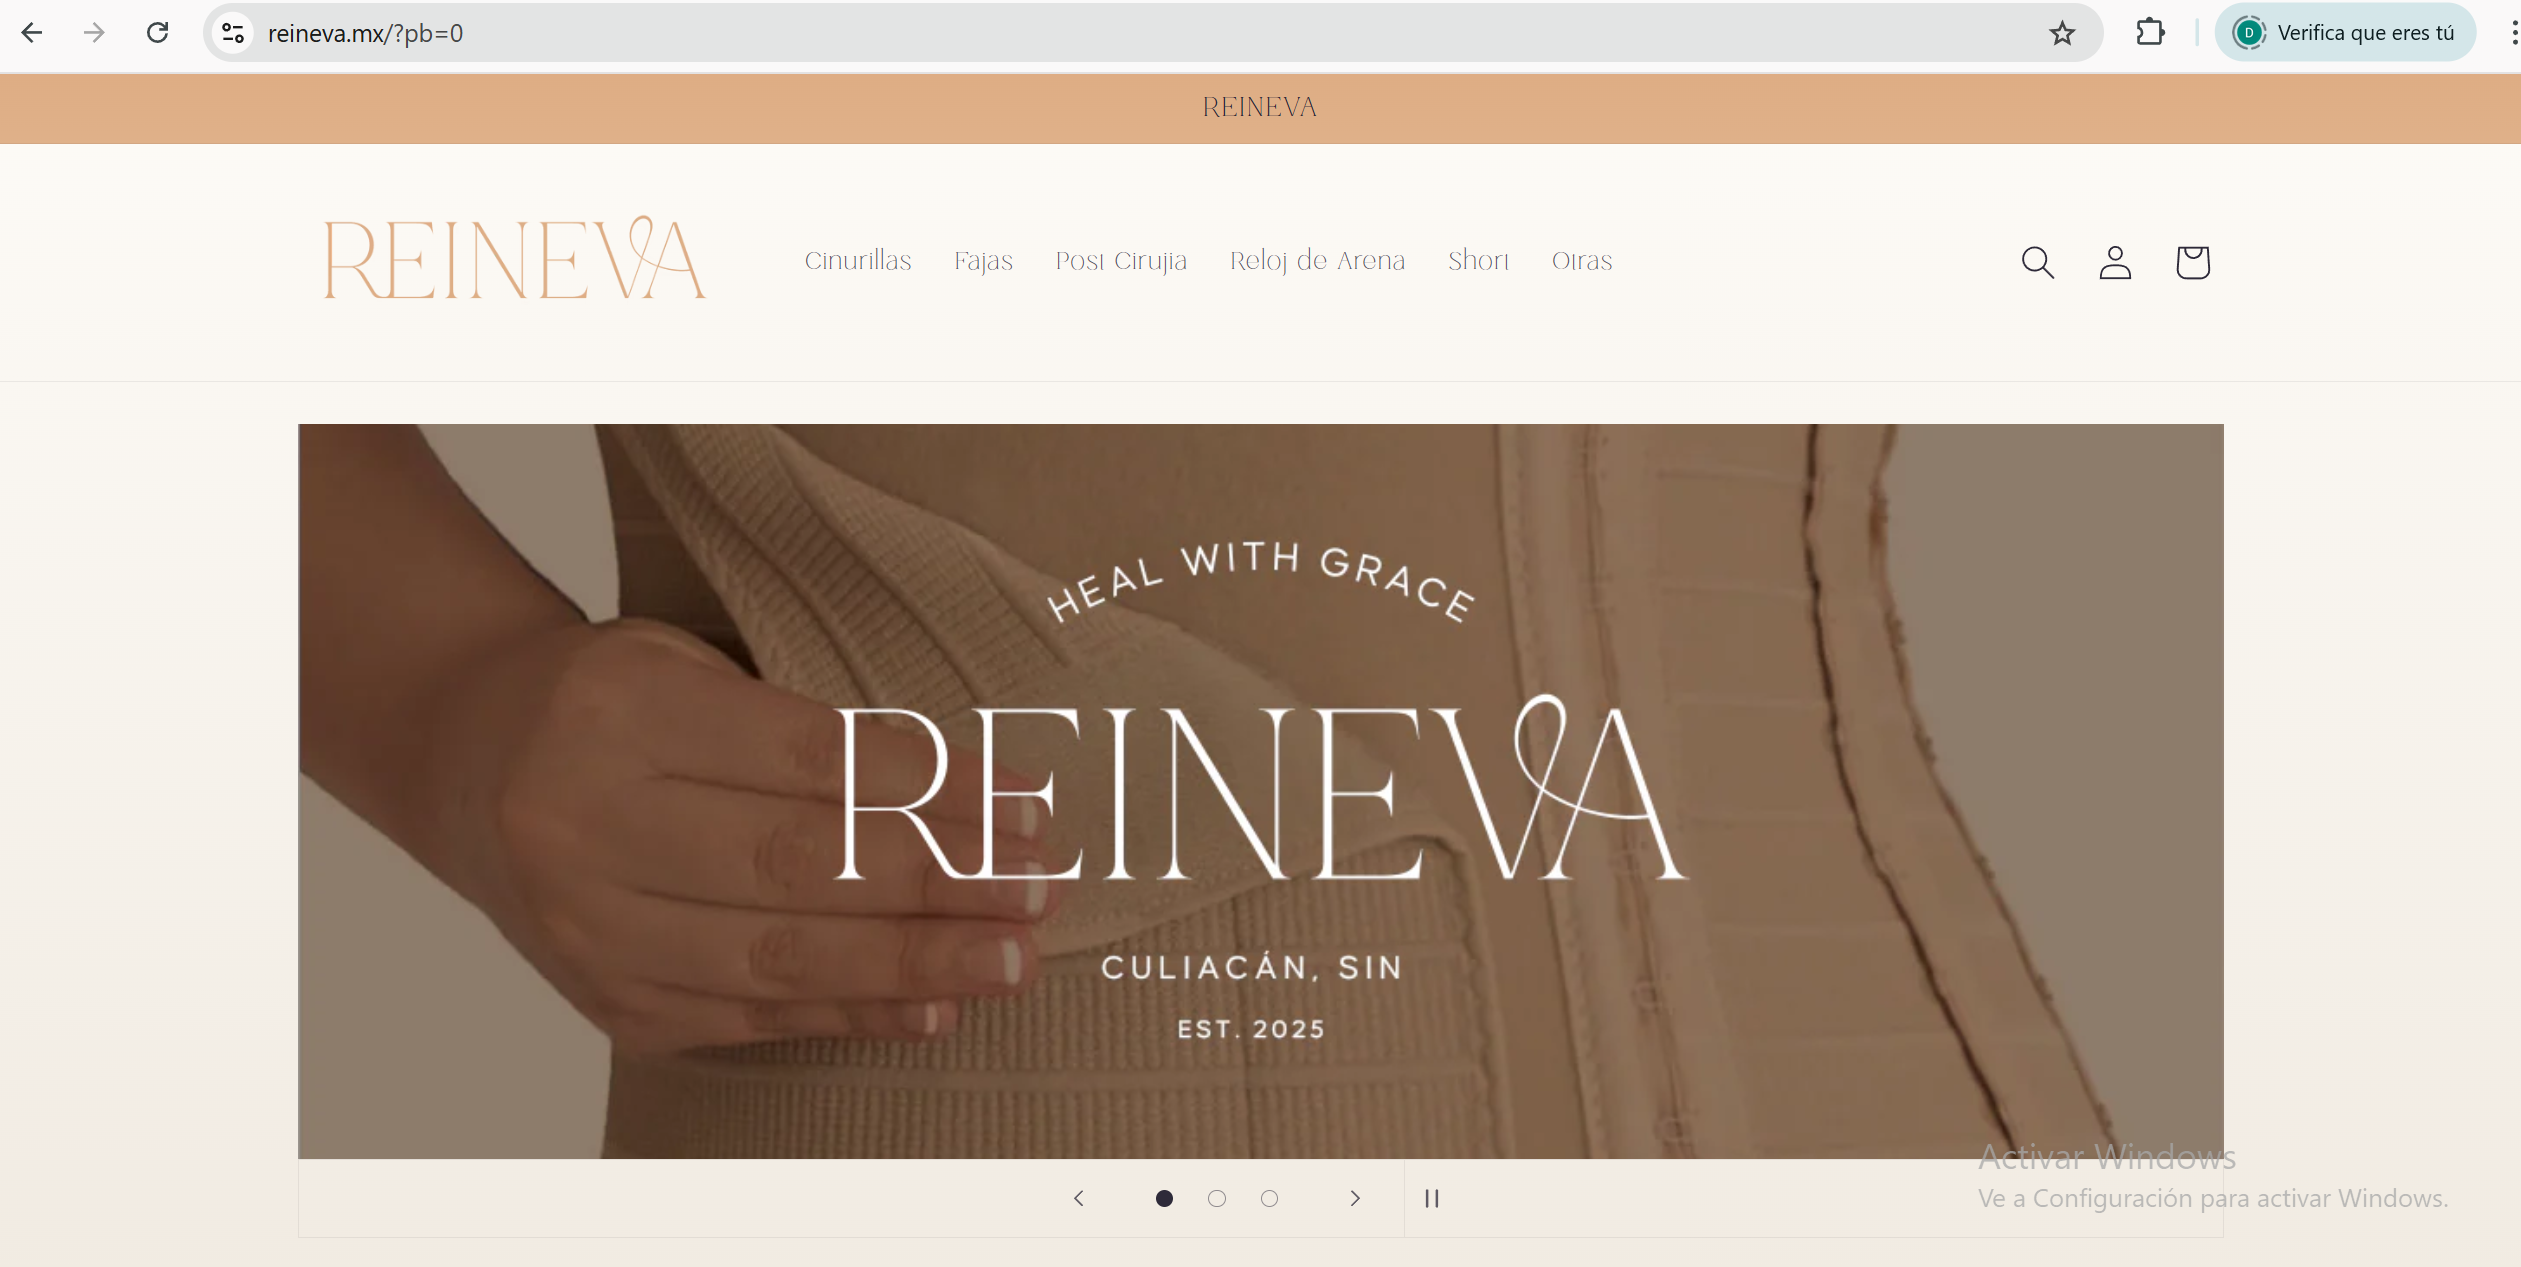 reineva.mx/?pb=0
D
Verifica que eres tú
REINEVA
REINEVA
Cinurillas Fajas Post Cirujia Reloj de Arena Short Otras
HEAL WITH GRACE
REINEVA
CULIACÁN, SIN
EST. 2025
Activar Windows
Ve a Configuración para activar Windows.